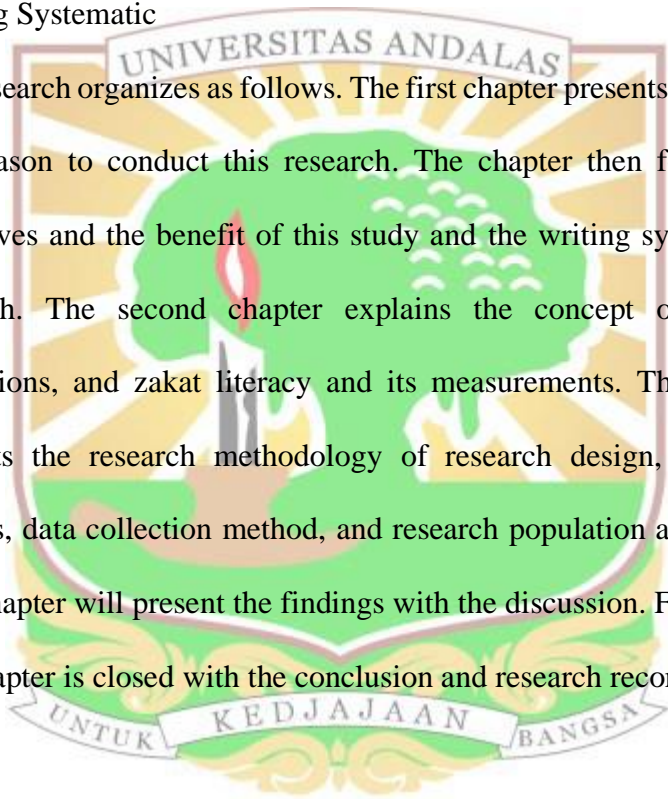 g Systematic
UNIVERSITAS ANDALAS
search organizes as follows. The first chapter presents
ason to conduct this research. The chapter then f
ves and the benefit of this study and the writing sy
h. The second chapter explains the concept o
ions, and zakat literacy and its measurements. Th
ts the research methodology of research design,
s, data collection method, and research population a
hapter will present the findings with the discussion. F
apter is closed with the conclusion and research recor
UNTUK KEDJAJAAN BANGSA